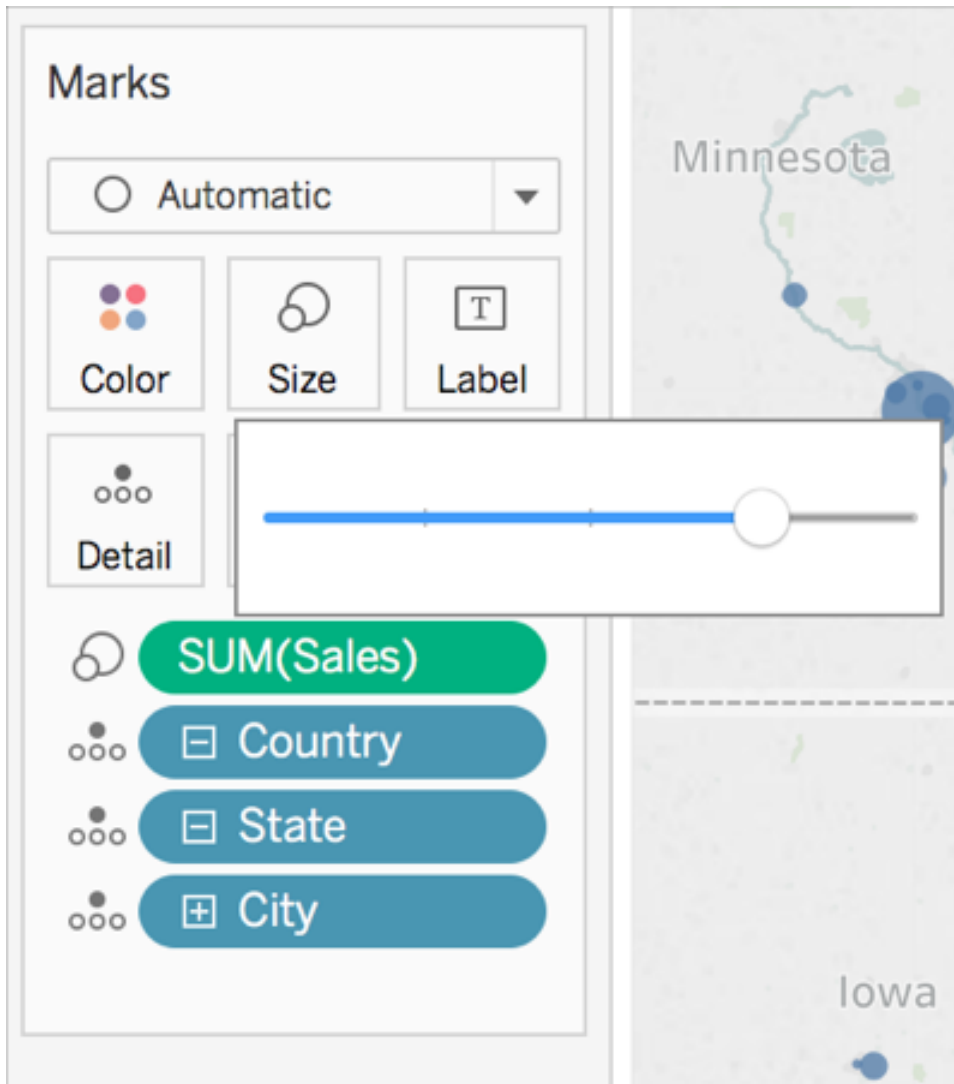 Marks
Automatic
Color
Size
T
Label
Detail
SUM(Sales)
Country
State
City
Minnesota
Iowa